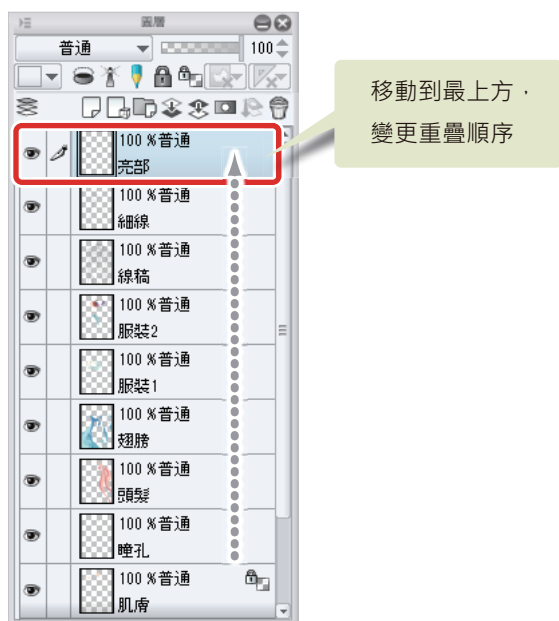 圖層
普通
100
100 %普通
亮部
100 %普通
細線
100 %普通
線稿
100 %普通
服裝2
100 %普通
服裝1
100 %普通
翅膀
100 %普通
頭髮
100 %普通
瞳孔
100 %普通
肌膚
移動到最上方，
變更重疊順序